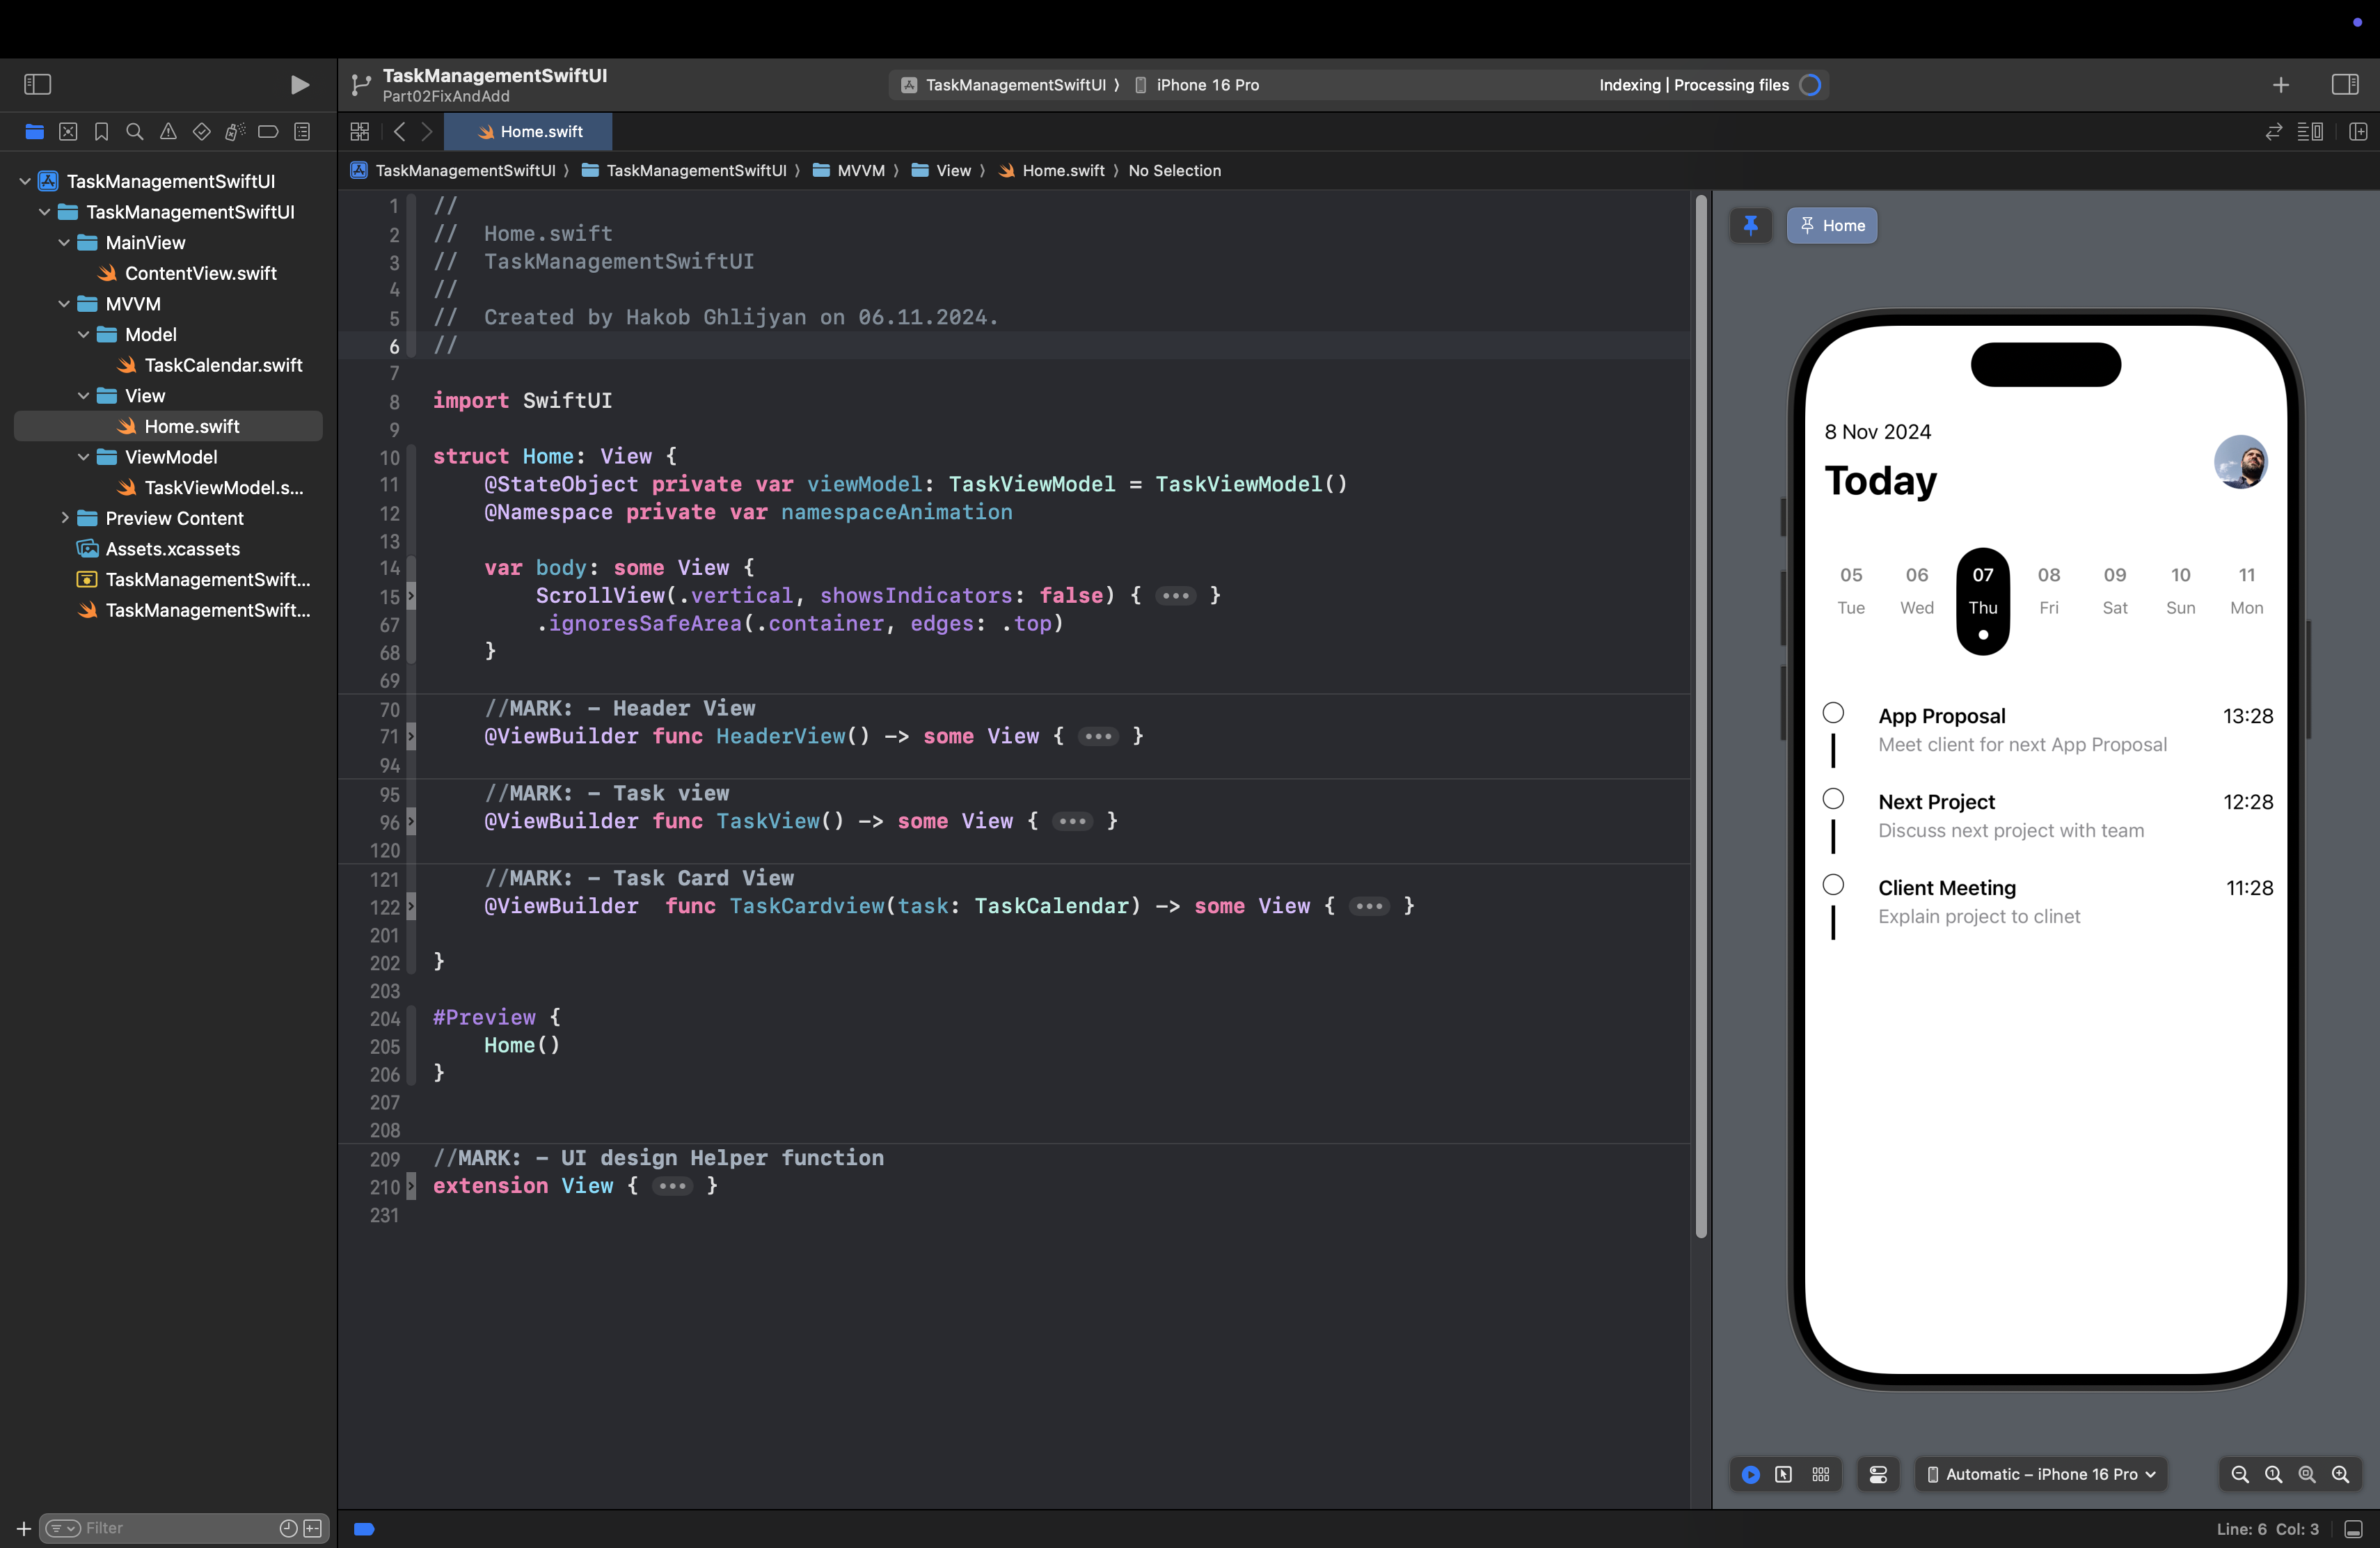 TaskManagementSwiftUI
Part02FixAndAdd
TaskManagementSwiftUI
iPhone 16 Pro
Indexing | Processing files
Home.swift
TaskManagementSwiftUI
TaskManagementSwiftUI
MVVM
View
Home.swift
No Selection
TaskManagementSwiftUI
TaskManagementSwiftUI
MainView
ContentView.swift
MVVM
Model
TaskCalendar.swift
View
Home.swift
ViewModel
TaskViewModel.s...
Preview Content
Assets.xcassets
TaskManagementSwift...
TaskManagementSwift...
Filter
1 //
2 //  Home.swift
3 //  TaskManagementSwiftUI
4 //
5 //  Created by Hakob Ghlijyan on 06.11.2024.
6 //
7
8 import SwiftUI
9
10 struct Home: View {
11 @StateObject private var viewModel: TaskViewModel = TaskViewModel()
12 @Namespace private var namespaceAnimation
13
14 var body: some View {
15 ScrollView(.vertical, showsIndicators: false) { ••• }
67 .ignoresSafeArea(.container, edges: .top)
68 }
69
70 //MARK: - Header View
71 @ViewBuilder func HeaderView() -> some View { ••• }
94
95 //MARK: - Task view
96 @ViewBuilder func TaskView() -> some View { ••• }
120
121 //MARK: - Task Card View
122 @ViewBuilder  func TaskCardview(task: TaskCalendar) -> some View { ••• }
201
202 }
203
204 #Preview {
205 Home()
206 }
207
208
209 //MARK: - UI design Helper function
210 extension View { ••• }
231
Home
8 Nov 2024
Today
05 06 07 08 09 10 11
Tue Wed Thu Fri Sat Sun Mon
App Proposal 13:28
Meet client for next App Proposal
Next Project 12:28
Discuss next project with team
Client Meeting 11:28
Explain project to clinet
Automatic – iPhone 16 Pro
Line: 6 Col: 3